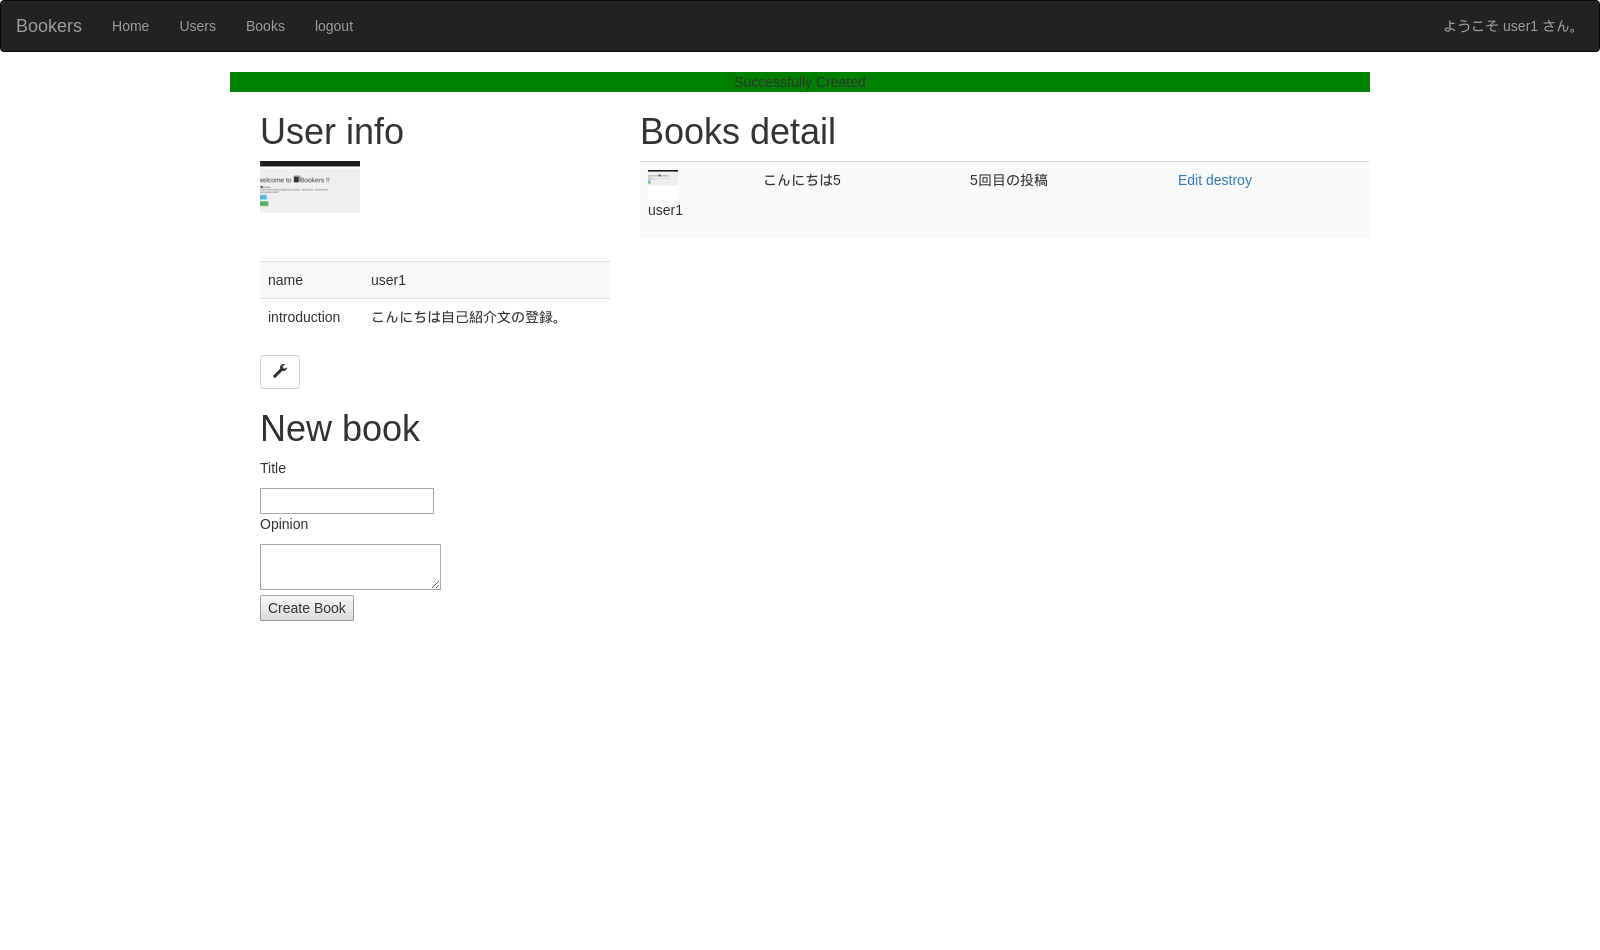 Bookers Home Users Books logout ようこそ user1 さん。
Successfully Created
User info
welcome to Bookers !!
name user1
introduction こんにちは自己紹介文の登録。
New book
Title
Opinion
Create Book
Books detail
こんにちは5 5回目の投稿 Edit destroy
user1